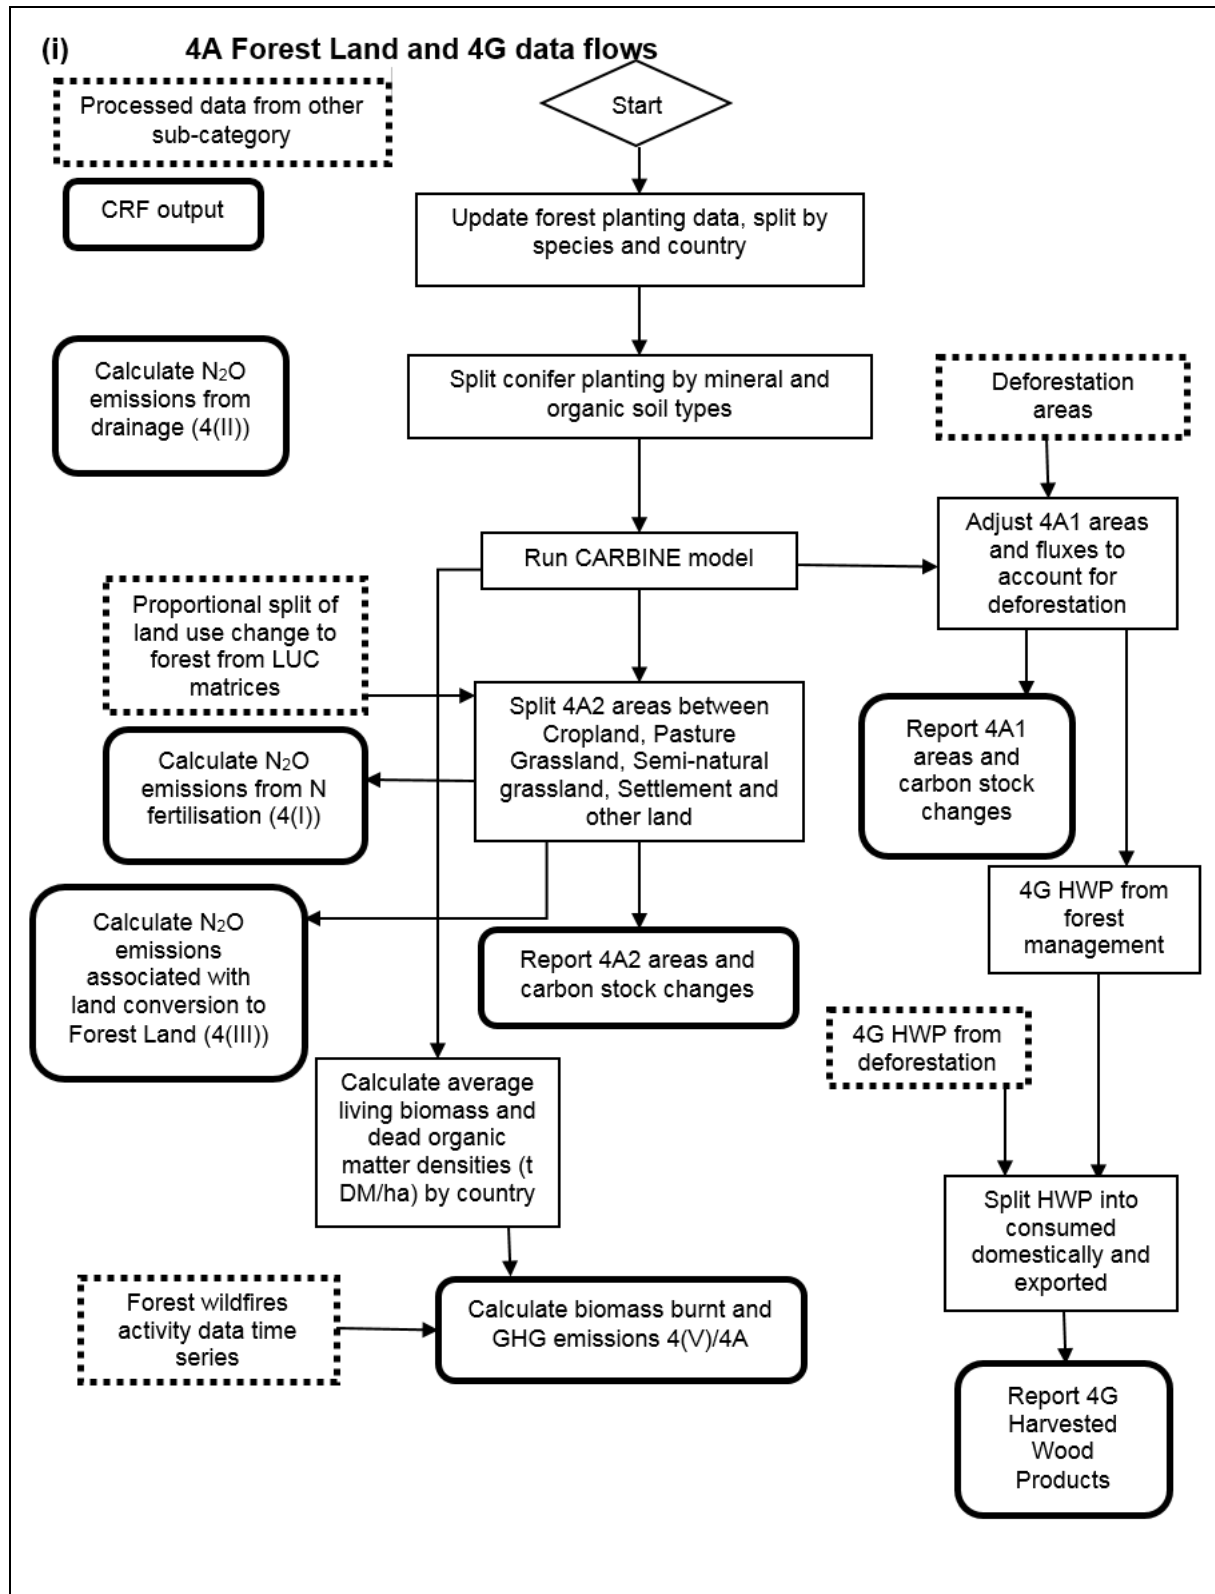 (i) 4A Forest Land and 4G data flows
Processed data from other
sub-category
CRF output
Start
Update forest planting data, split by
species and country
Calculate N₂O
emissions from
drainage (4(II))
Split conifer planting by mineral and
organic soil types
Deforestation
areas
Run CARBINE model
Adjust 4A1 areas
and fluxes to
account for
deforestation
Proportional split of
land use change to
forest from LUC
matrices
Split 4A2 areas between
Cropland, Pasture
Grassland, Semi-natural
grassland, Settlement and
other land
Report 4A1
areas and
carbon stock
changes
Calculate N₂O
emissions from N
fertilisation (4(I))
4G HWP from
forest
management
Calculate N₂O
emissions
associated with
land conversion to
Forest Land (4(III))
Report 4A2 areas and
carbon stock changes
4G HWP from
deforestation
Calculate average
living biomass and
dead organic
matter densities (t
DM/ha) by country
Split HWP into
consumed
domestically and
exported
Forest wildfires
activity data time
series
Calculate biomass burnt and
GHG emissions 4(V)/4A
Report 4G
Harvested
Wood
Products